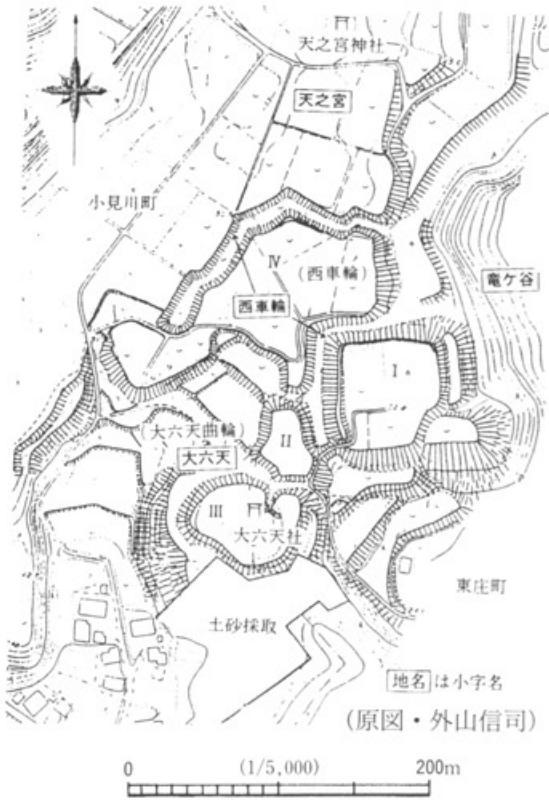 天之宮神社
天之宮
小見川町
Ⅳ
(西車輪)
竜ケ谷
西車輪
Ⅰ
(大六天曲輪)
Ⅱ
大六天
Ⅲ
大六天社
東庄町
土砂採取
地名は小字名
(原図・外山信司)
0 (1/5,000) 200m